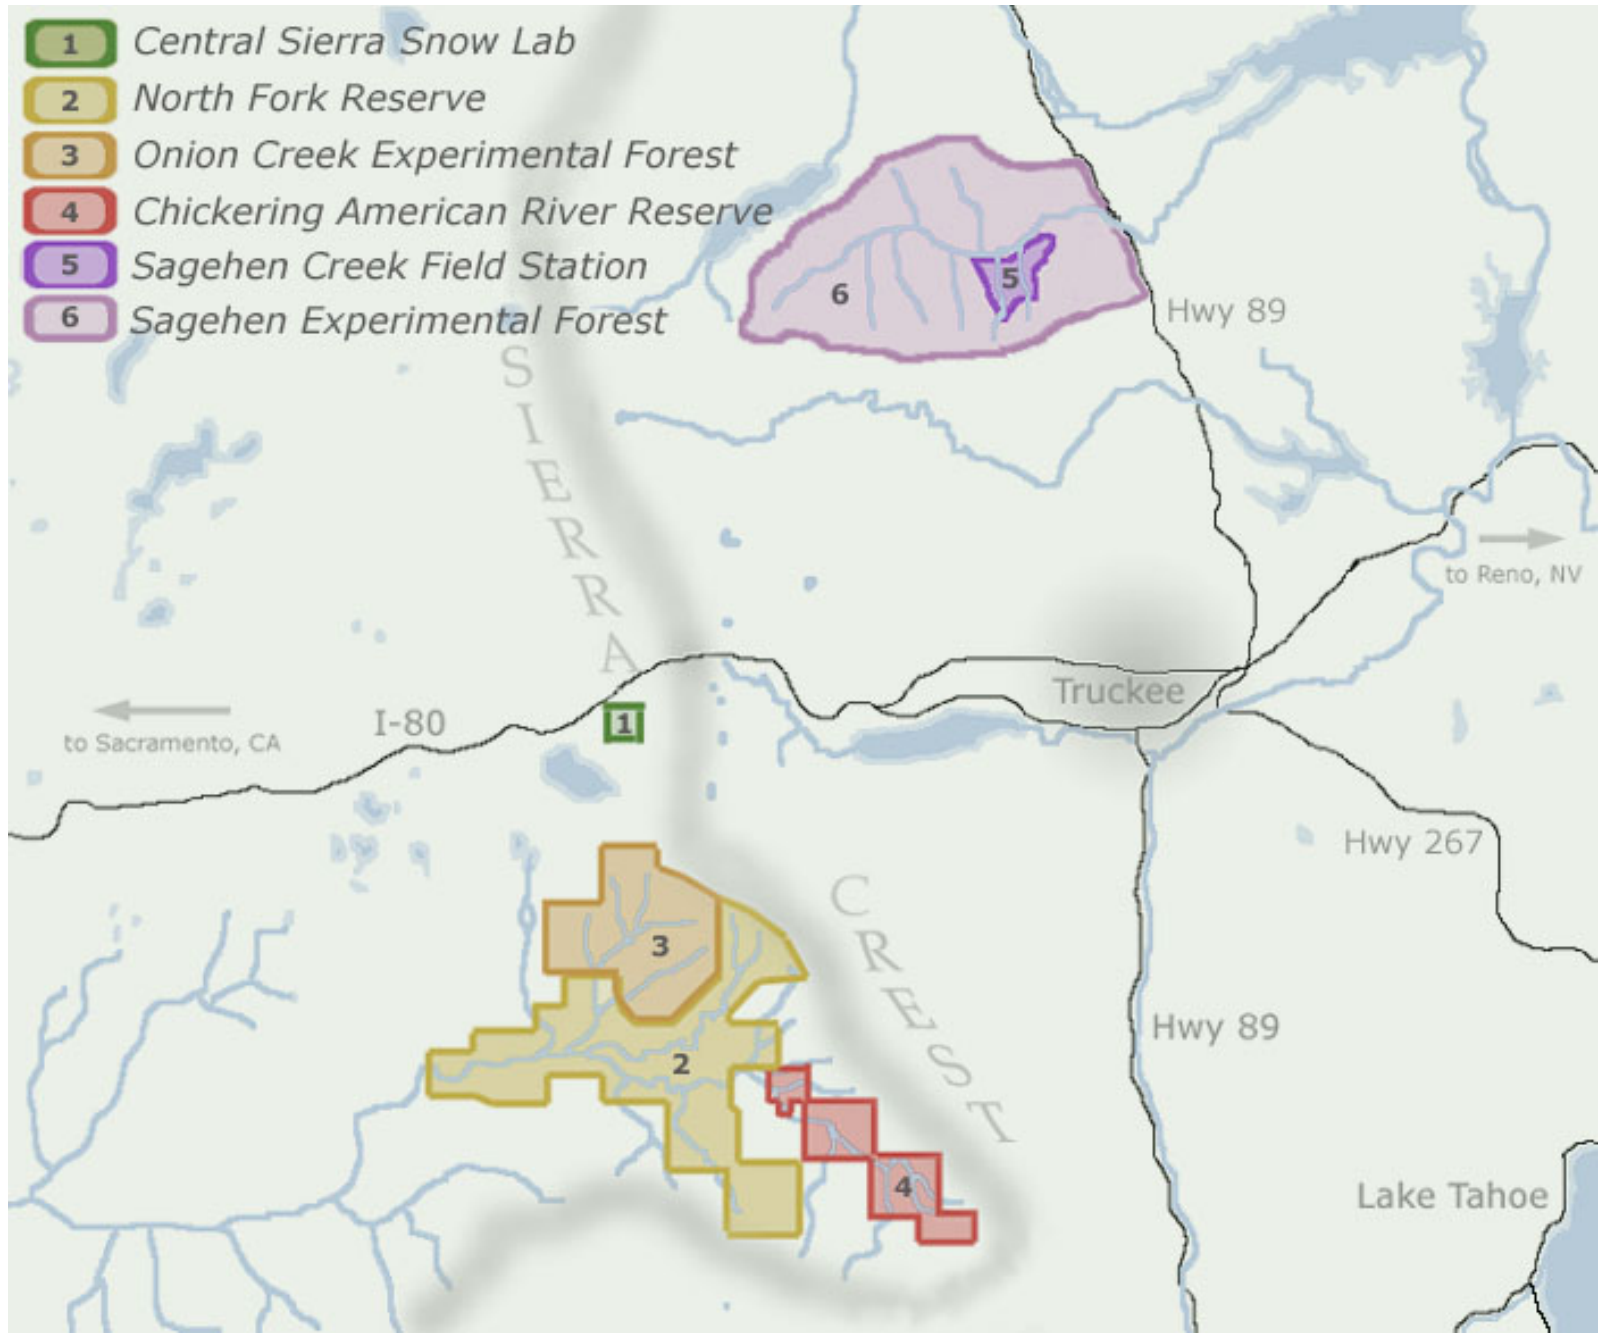 1 Central Sierra Snow Lab
2 North Fork Reserve
3 Onion Creek Experimental Forest
4 Chickering American River Reserve
5 Sagehen Creek Field Station
6 Sagehen Experimental Forest
5
6
Hwy 89
SIERRA
to Reno, NV
Truckee
I-80
1
to Sacramento, CA
Hwy 267
CREST
3
Hwy 89
2
4
Lake Tahoe